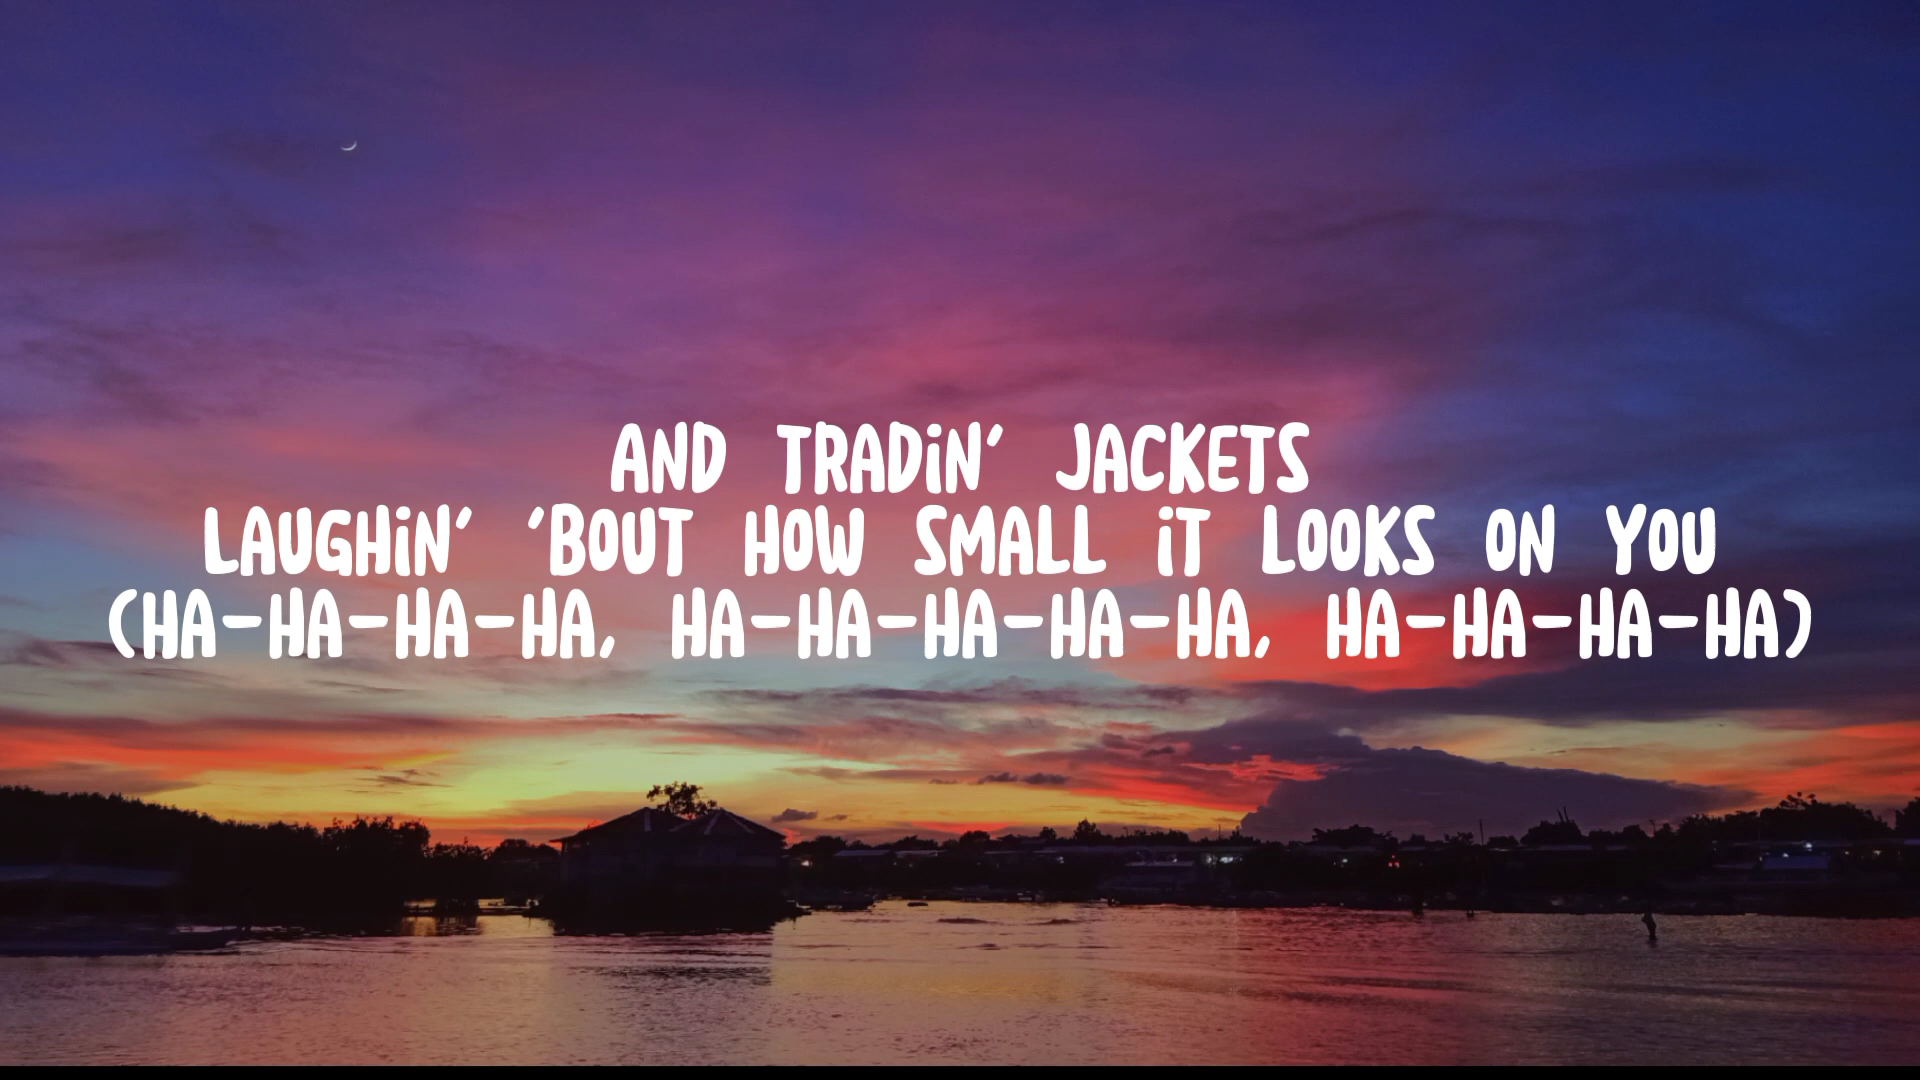 AND TRADiN' JACKETS
LAUGHiN' 'BOUT HOW SMALL iT LOOKS ON YOU
(HA-HA-HA-HA, HA-HA-HA-HA-HA, HA-HA-HA-HA)